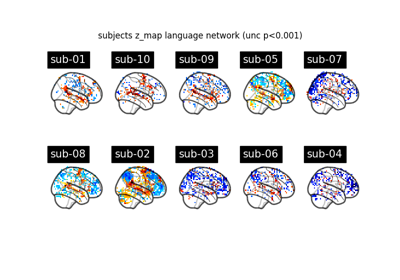 subjects z_map language network (unc p<0.001)
sub-01 sub-10 sub-09 sub-05 sub-07
sub-08 sub-02 sub-03 sub-06 sub-04